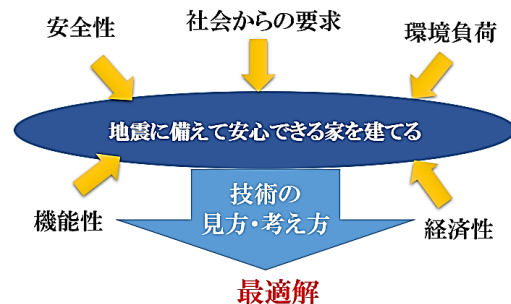 安全性
社会からの要求
環境負荷
地震に備えて安心できる家を建てる
機能性
技術の
見方・考え方
経済性
最適解